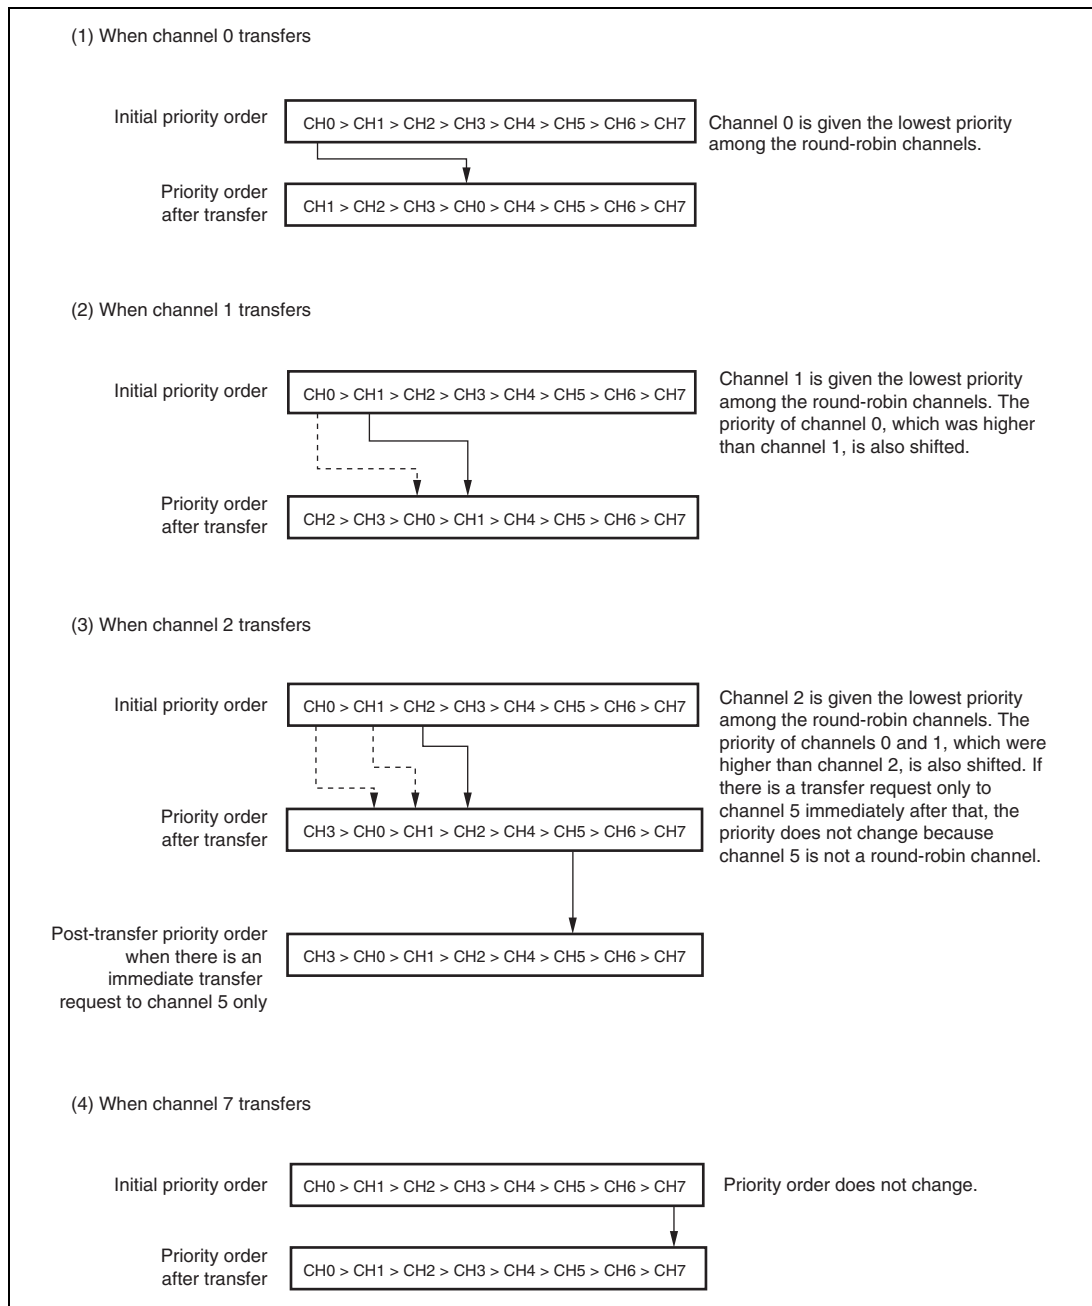 (1) When channel 0 transfers
Initial priority order
CH0 > CH1 > CH2 > CH3 > CH4 > CH5 > CH6 > CH7
Channel 0 is given the lowest priority
among the round-robin channels.
Priority order
after transfer
CH1 > CH2 > CH3 > CH0 > CH4 > CH5 > CH6 > CH7
(2) When channel 1 transfers
Initial priority order
CH0 > CH1 > CH2 > CH3 > CH4 > CH5 > CH6 > CH7
Channel 1 is given the lowest priority
among the round-robin channels. The
priority of channel 0, which was higher
than channel 1, is also shifted.
Priority order
after transfer
CH2 > CH3 > CH0 > CH1 > CH4 > CH5 > CH6 > CH7
(3) When channel 2 transfers
Initial priority order
CH0 > CH1 > CH2 > CH3 > CH4 > CH5 > CH6 > CH7
Channel 2 is given the lowest priority
among the round-robin channels. The
priority of channels 0 and 1, which were
higher than channel 2, is also shifted. If
there is a transfer request only to
channel 5 immediately after that, the
priority does not change because
channel 5 is not a round-robin channel.
Priority order
after transfer
CH3 > CH0 > CH1 > CH2 > CH4 > CH5 > CH6 > CH7
Post-transfer priority order
when there is an
immediate transfer
request to channel 5 only
CH3 > CH0 > CH1 > CH2 > CH4 > CH5 > CH6 > CH7
(4) When channel 7 transfers
Initial priority order
CH0 > CH1 > CH2 > CH3 > CH4 > CH5 > CH6 > CH7
Priority order does not change.
Priority order
after transfer
CH0 > CH1 > CH2 > CH3 > CH4 > CH5 > CH6 > CH7